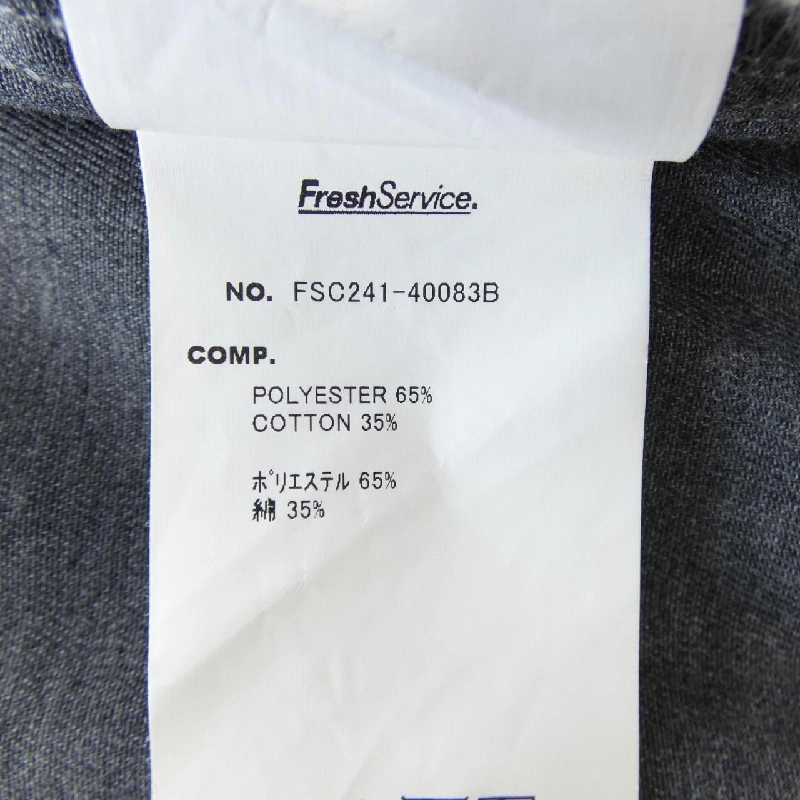 FreshService.
NO. FSC241-40083B
COMP.
POLYESTER 65%
COTTON 35%
ﾎﾟﾘｴｽﾃﾙ 65%
綿 35%